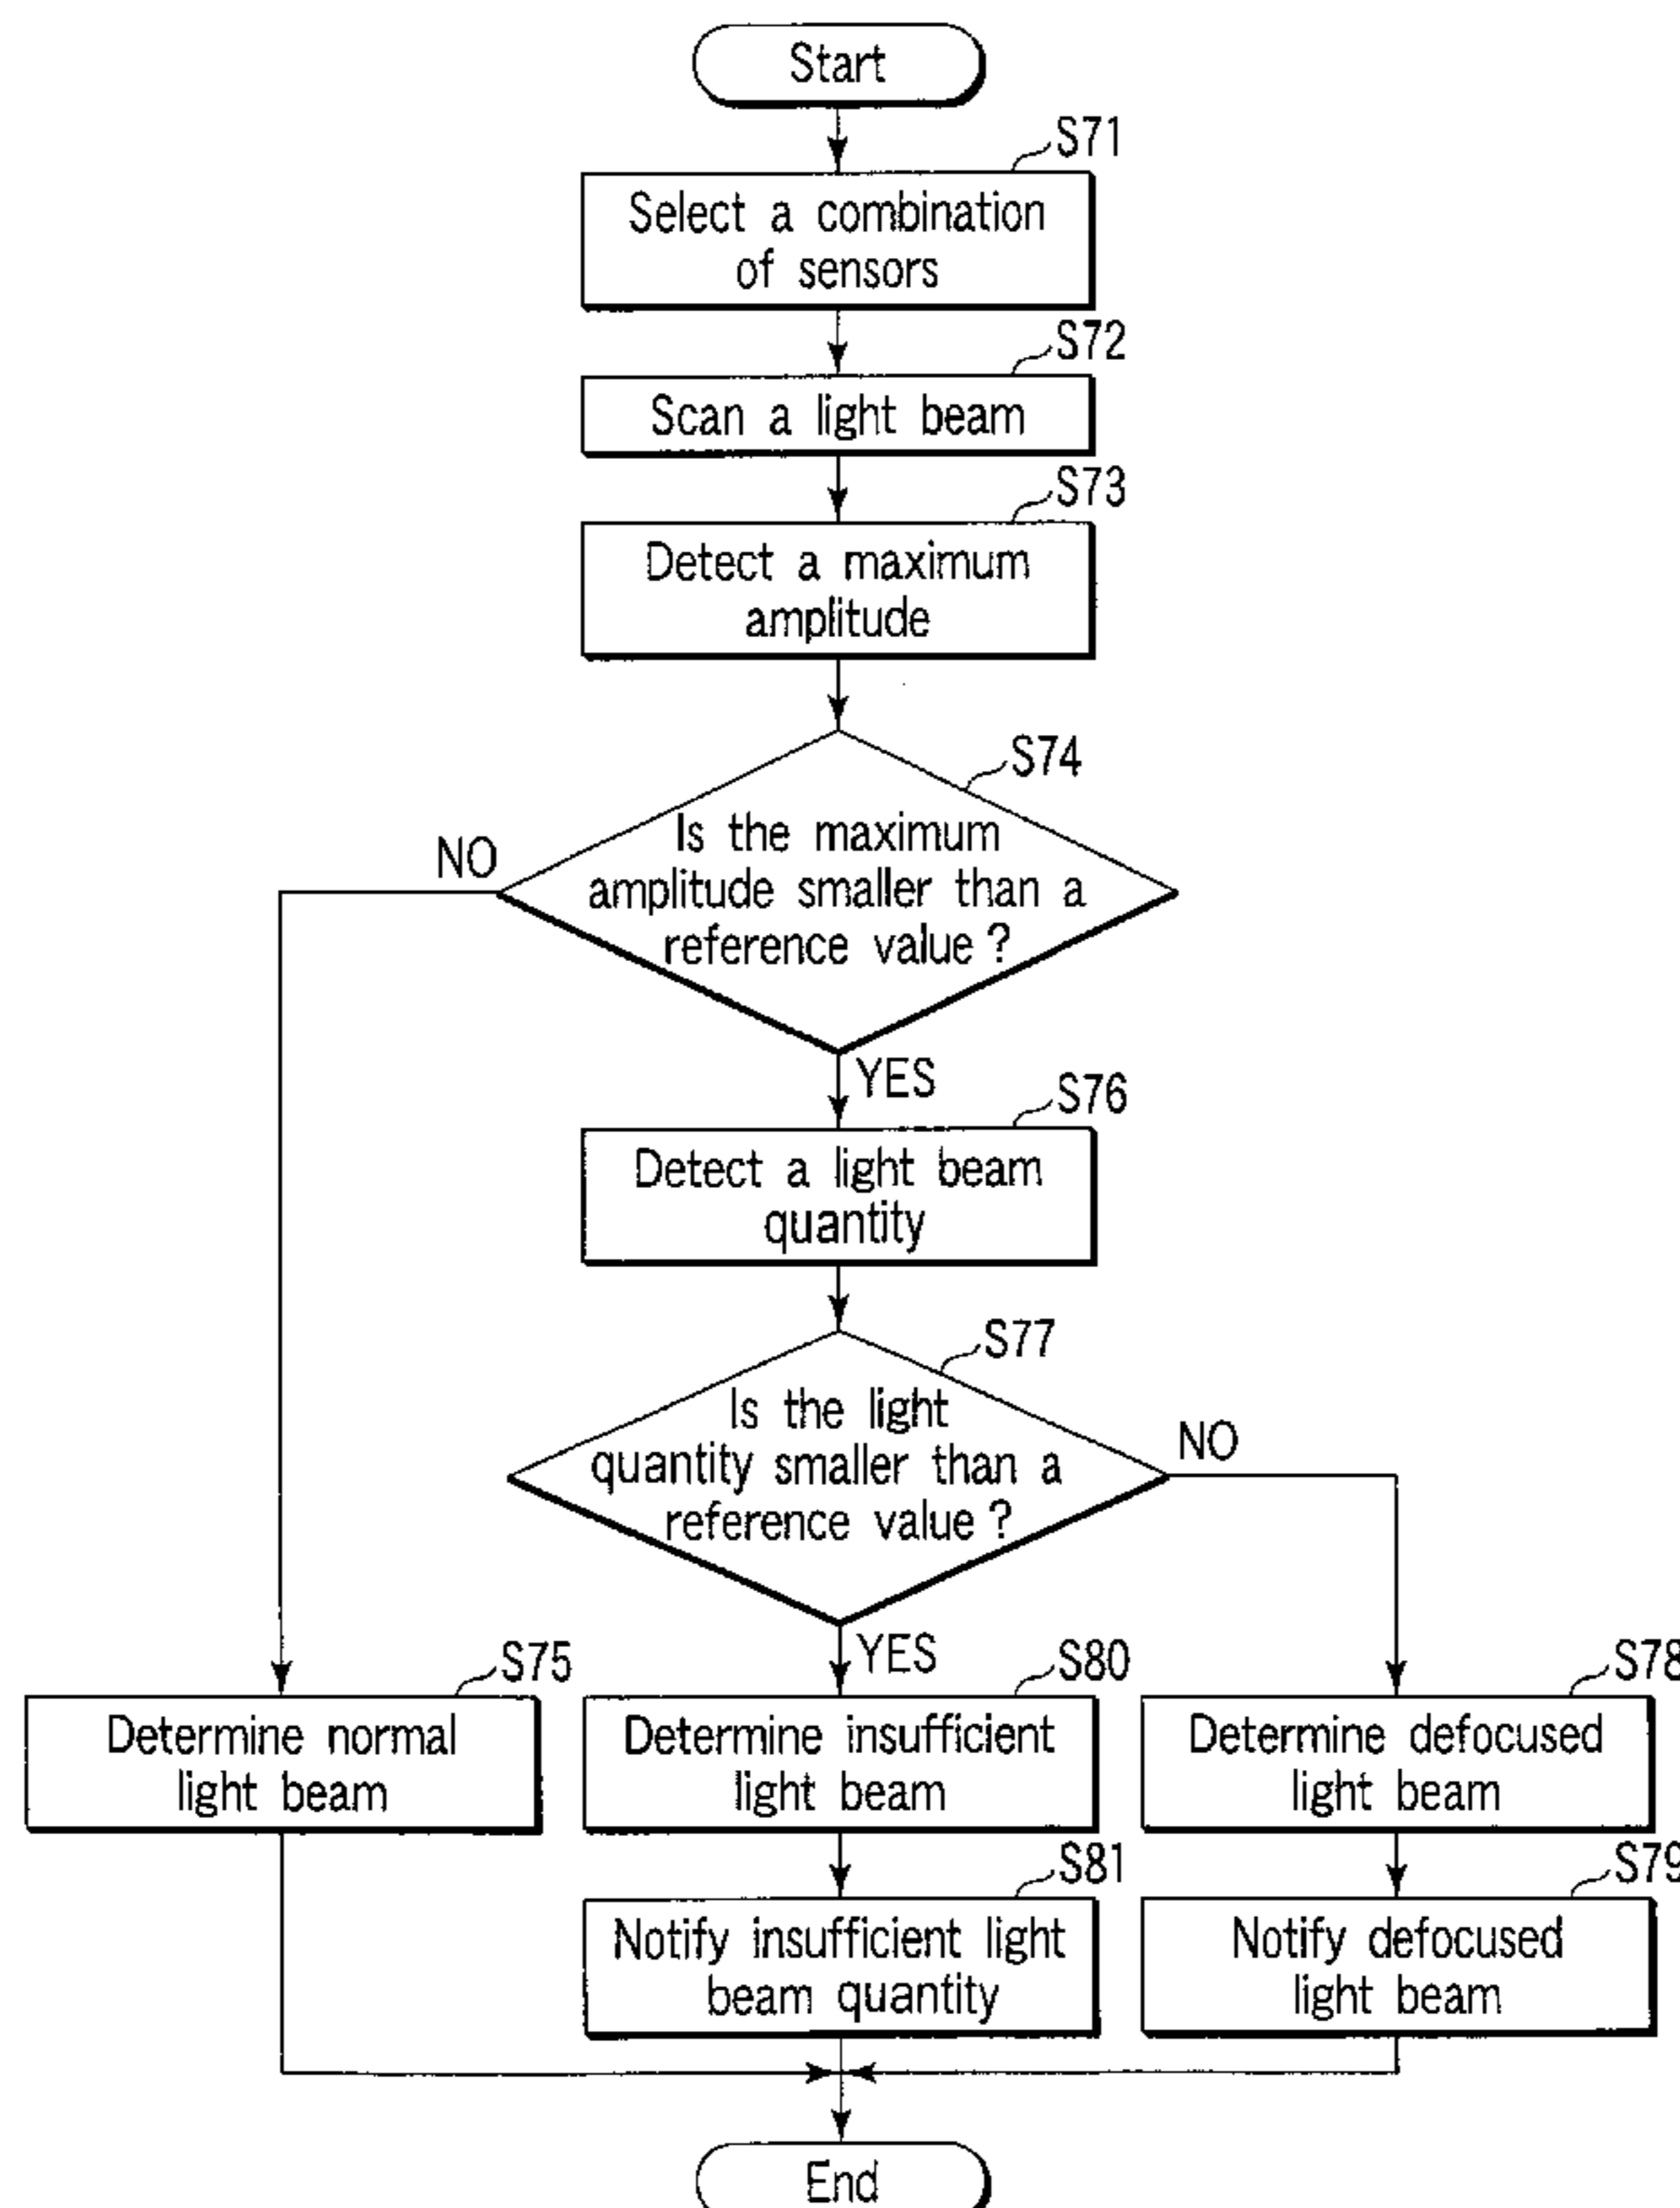 Start
S71
Select a combination
of sensors
S72
Scan a light beam
S73
Detect a maximum
amplitude
S74
Is the maximum
amplitude smaller than a
reference value ?
NO
YES
S76
Detect a light beam
quantity
S77
Is the light
quantity smaller than a
reference value ?
NO
YES
S75
Determine normal
light beam
S80
Determine insufficient
light beam
S78
Determine defocused
light beam
S81
Notify insufficient light
beam quantity
S79
Notify defocused
light beam
End